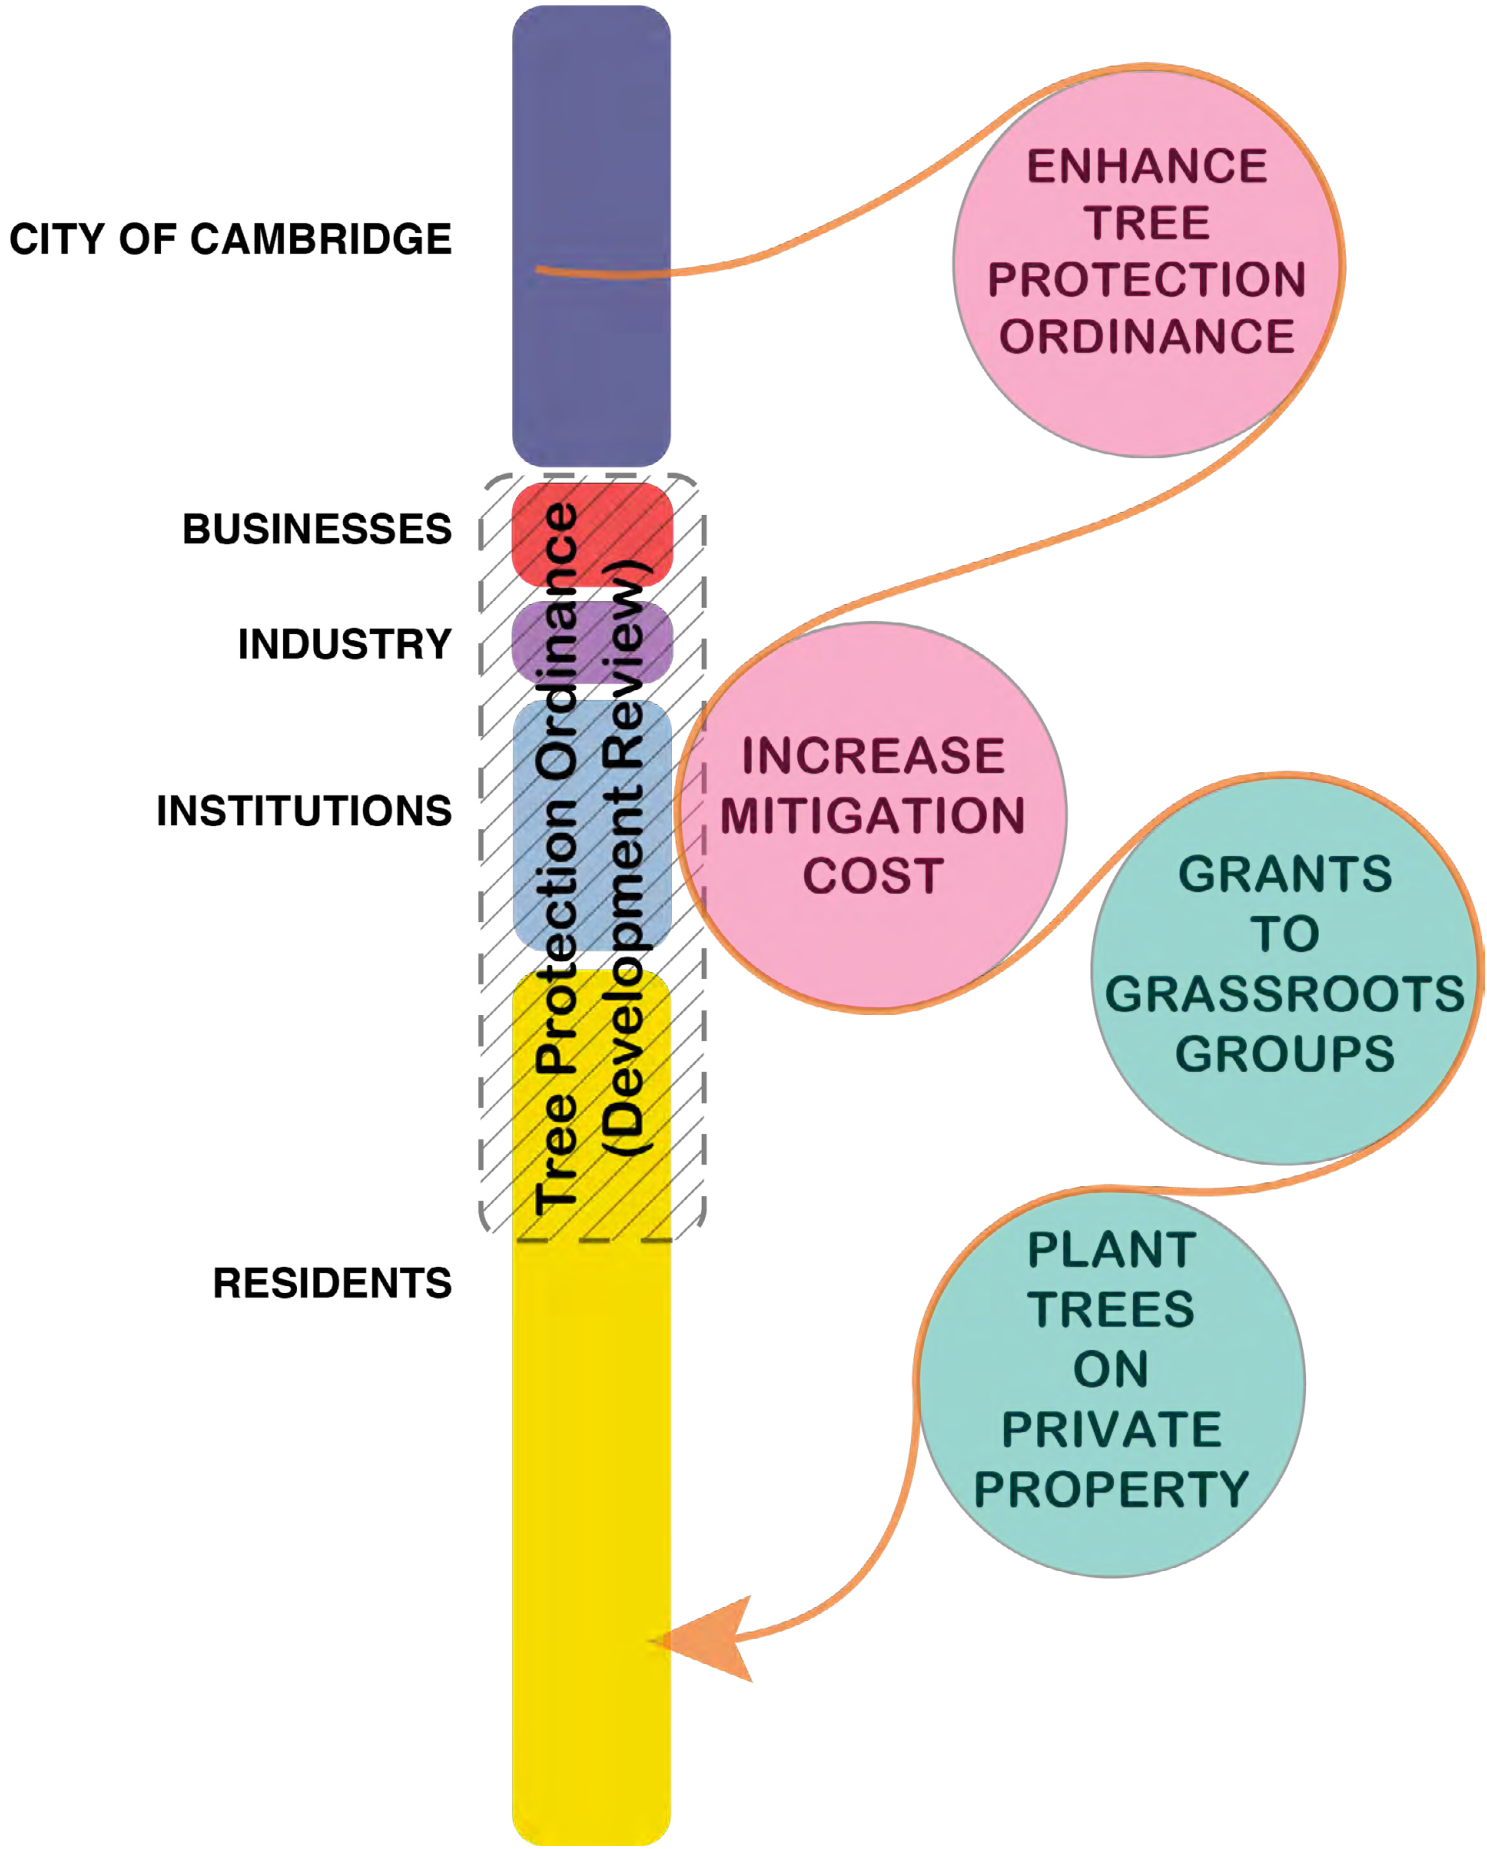 CITY OF CAMBRIDGE
BUSINESSES
INDUSTRY
INSTITUTIONS
RESIDENTS
Tree Protection Ordinance
(Development Review)
ENHANCE
TREE
PROTECTION
ORDINANCE
INCREASE
MITIGATION
COST
GRANTS
TO
GRASSROOTS
GROUPS
PLANT
TREES
ON
PRIVATE
PROPERTY